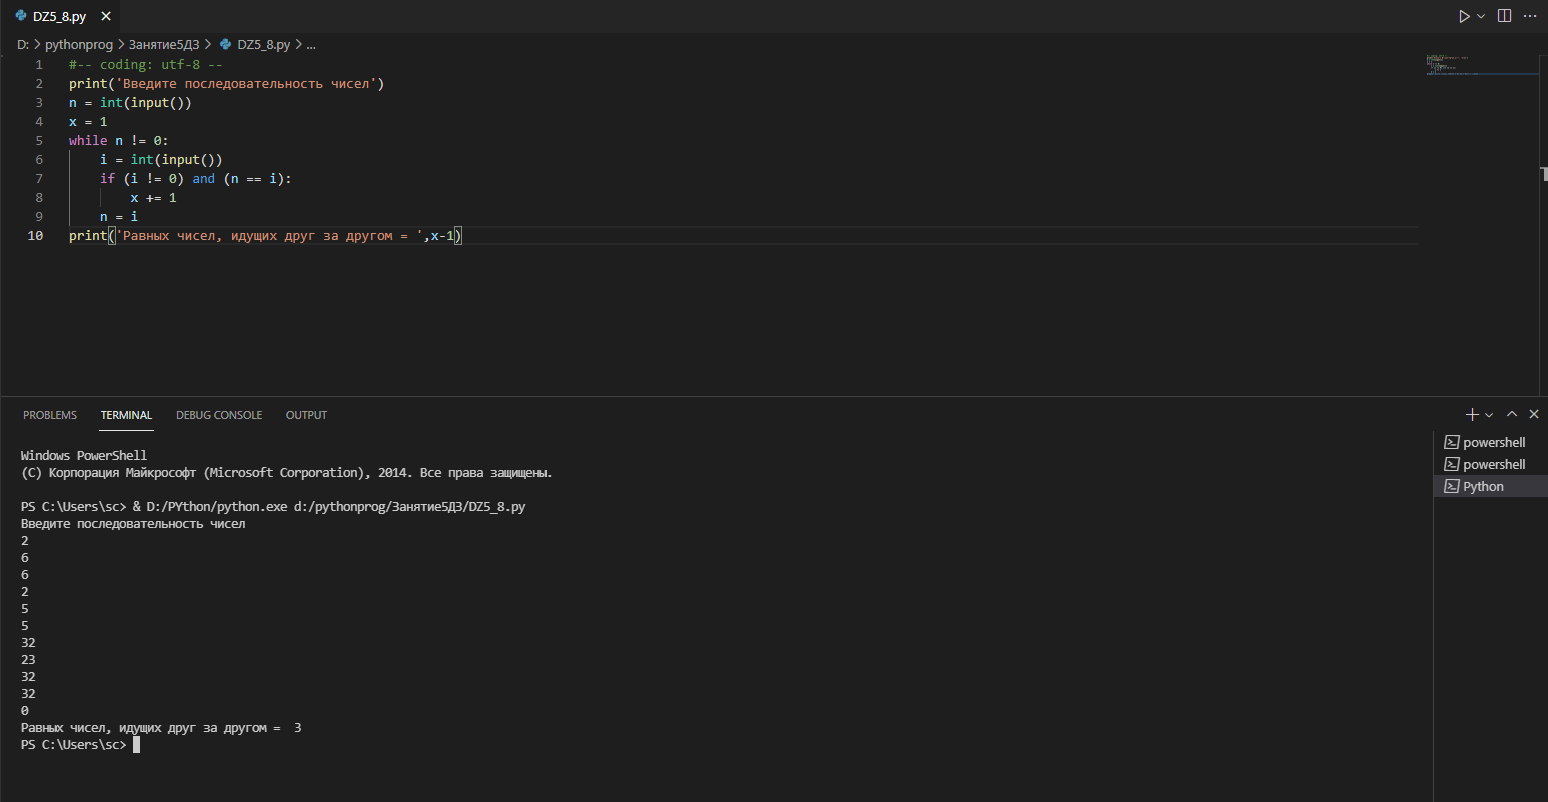 DZ5_8.py
D: > pythonprog > Занятие5ДЗ > DZ5_8.py > ...
1 #-- coding: utf-8 --
2 print('Введите последовательность чисел')
3 n = int(input())
4 x = 1
5 while n != 0:
6     i = int(input())
7     if (i != 0) and (n == i):
8         x += 1
9     n = i
10 print('Равных чисел, идущих друг за другом = ',x-1)
PROBLEMS TERMINAL DEBUG CONSOLE OUTPUT
powershell
powershell
Python
Windows PowerShell
(C) Корпорация Майкрософт (Microsoft Corporation), 2014. Все права защищены.
PS C:\Users\sc> & D:/PYthon/python.exe d:/pythonprog/Занятие5ДЗ/DZ5_8.py
Введите последовательность чисел
2
6
6
2
5
5
32
23
32
32
0
Равных чисел, идущих друг за другом =  3
PS C:\Users\sc>